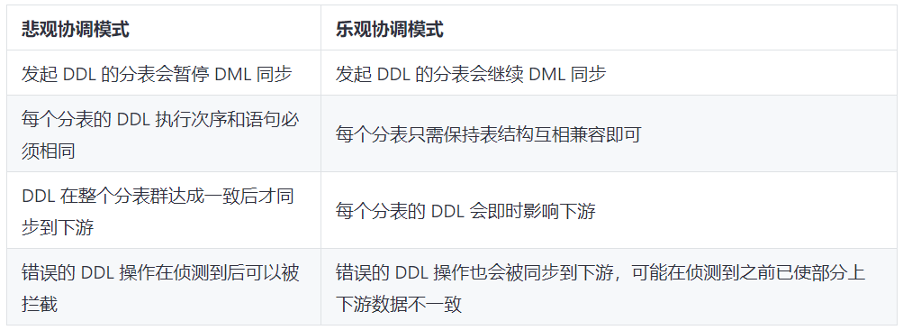 悲观协调模式
乐观协调模式
发起 DDL 的分表会暂停 DML 同步
发起 DDL 的分表会继续 DML 同步
每个分表的 DDL 执行次序和语句必
须相同
每个分表只需保持表结构互相兼容即可
DDL 在整个分表群达成一致后才同
步到下游
每个分表的 DDL 会即时影响下游
错误的 DDL 操作在侦测到后可以被
拦截
错误的 DDL 操作也会被同步到下游，可能在侦测到之前已使部分上
下游数据不一致